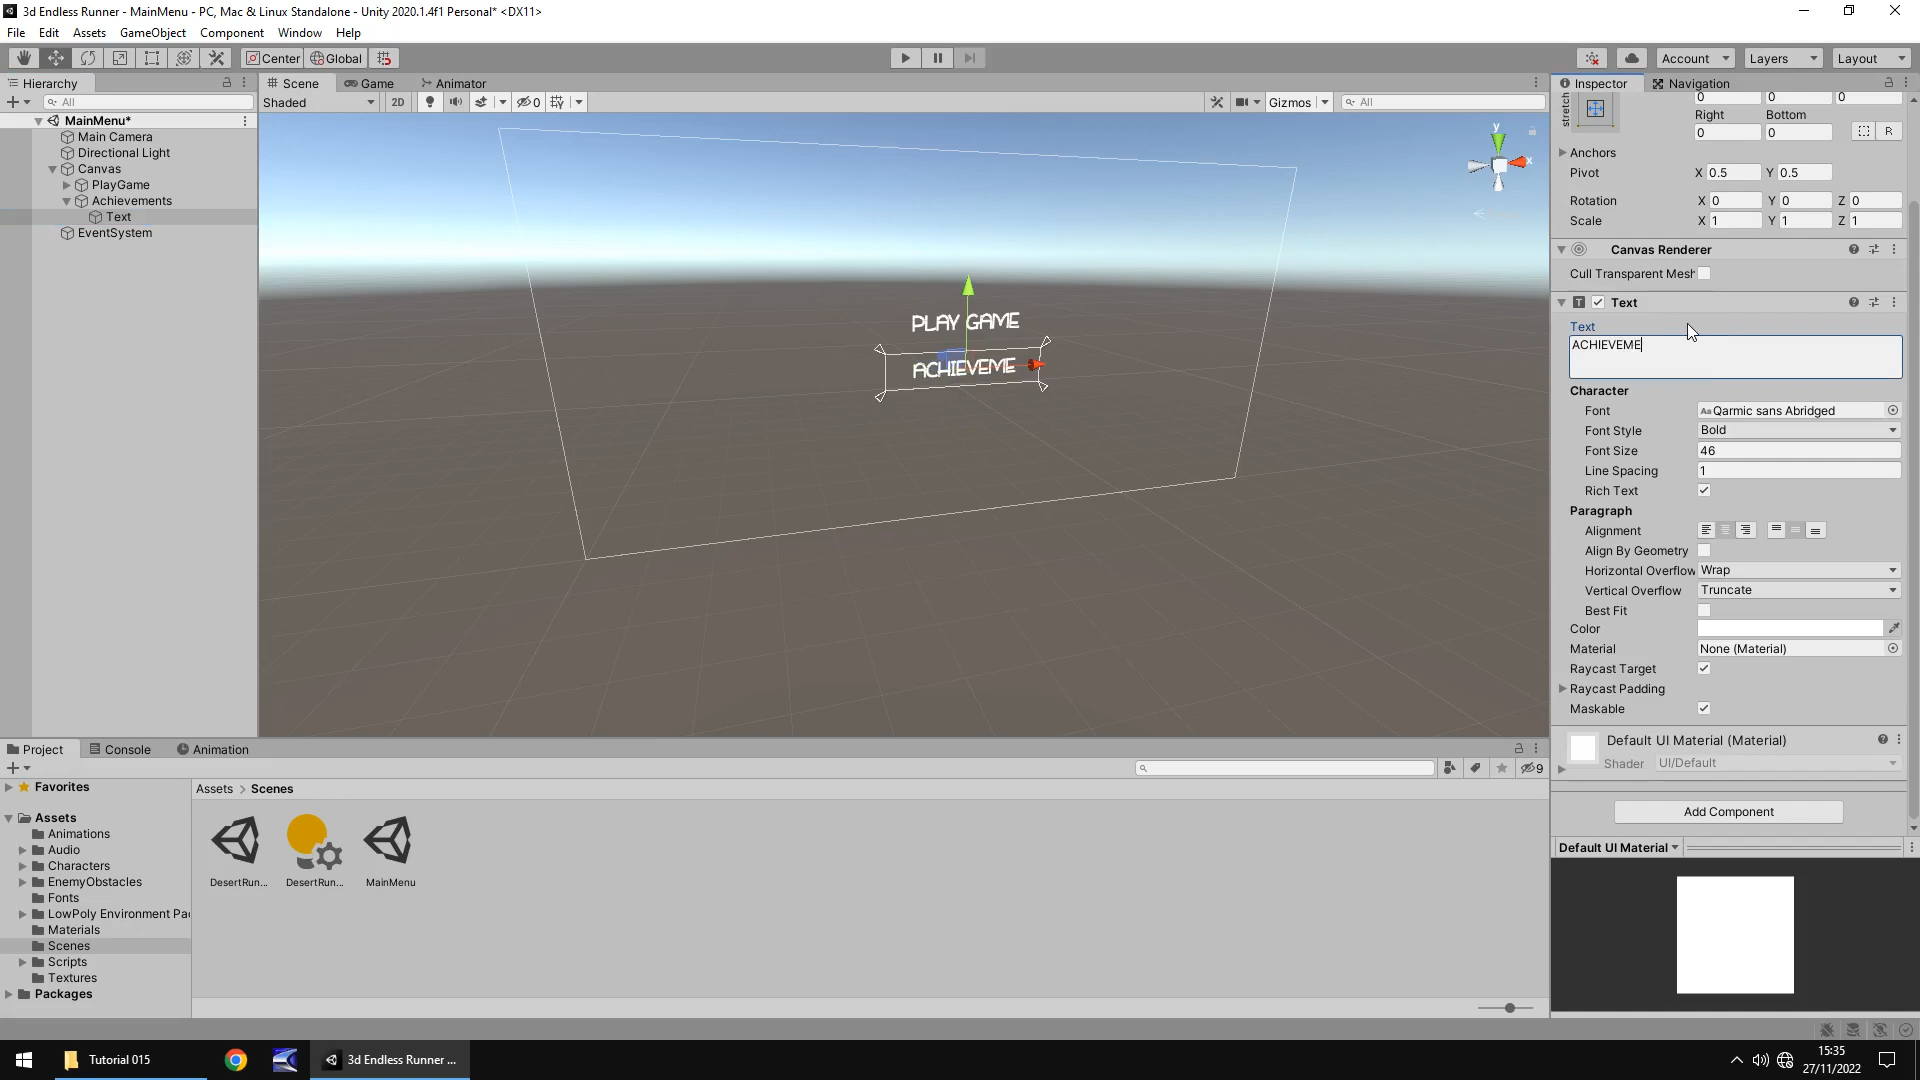 3d Endless Runner - MainMenu - PC, Mac & Linux Standalone - Unity 2020.1.4f1 Personal* <DX11>
File Edit Assets GameObject Component Window Help
Center Global Account Layers Layout
Hierarchy Scene Game Animator Inspector Navigation
All Shaded 2D 0 Gizmos All
MainMenu*
Main Camera
Directional Light
Canvas
PlayGame
Achievements
Text
EventSystem
y
x
PLAY GAME
ACHIEVEME
stretch
0 0 0
Right Bottom
0 0 R
Anchors
Pivot X 0.5 Y 0.5
Rotation X 0 Y 0 Z 0
Scale X 1 Y 1 Z 1
Canvas Renderer
Cull Transparent Mesh
Text
Text
ACHIEVEME
Character
Font Aa Qarmic sans Abridged
Font Style Bold
Font Size 46
Line Spacing 1
Rich Text
Paragraph
Alignment
Align By Geometry
Horizontal Overflow Wrap
Vertical Overflow Truncate
Best Fit
Color
Material None (Material)
Raycast Target
Raycast Padding
Maskable
Default UI Material (Material)
Shader UI/Default
Add Component
Default UI Material
Project Console Animation
9
Favorites
Assets
Animations
Audio
Characters
EnemyObstacles
Fonts
LowPoly Environment Pac
Materials
Scenes
Scripts
Textures
Packages
Assets > Scenes
DesertRun... DesertRun... MainMenu
Tutorial 015
3d Endless Runner ...
15:35
27/11/2022